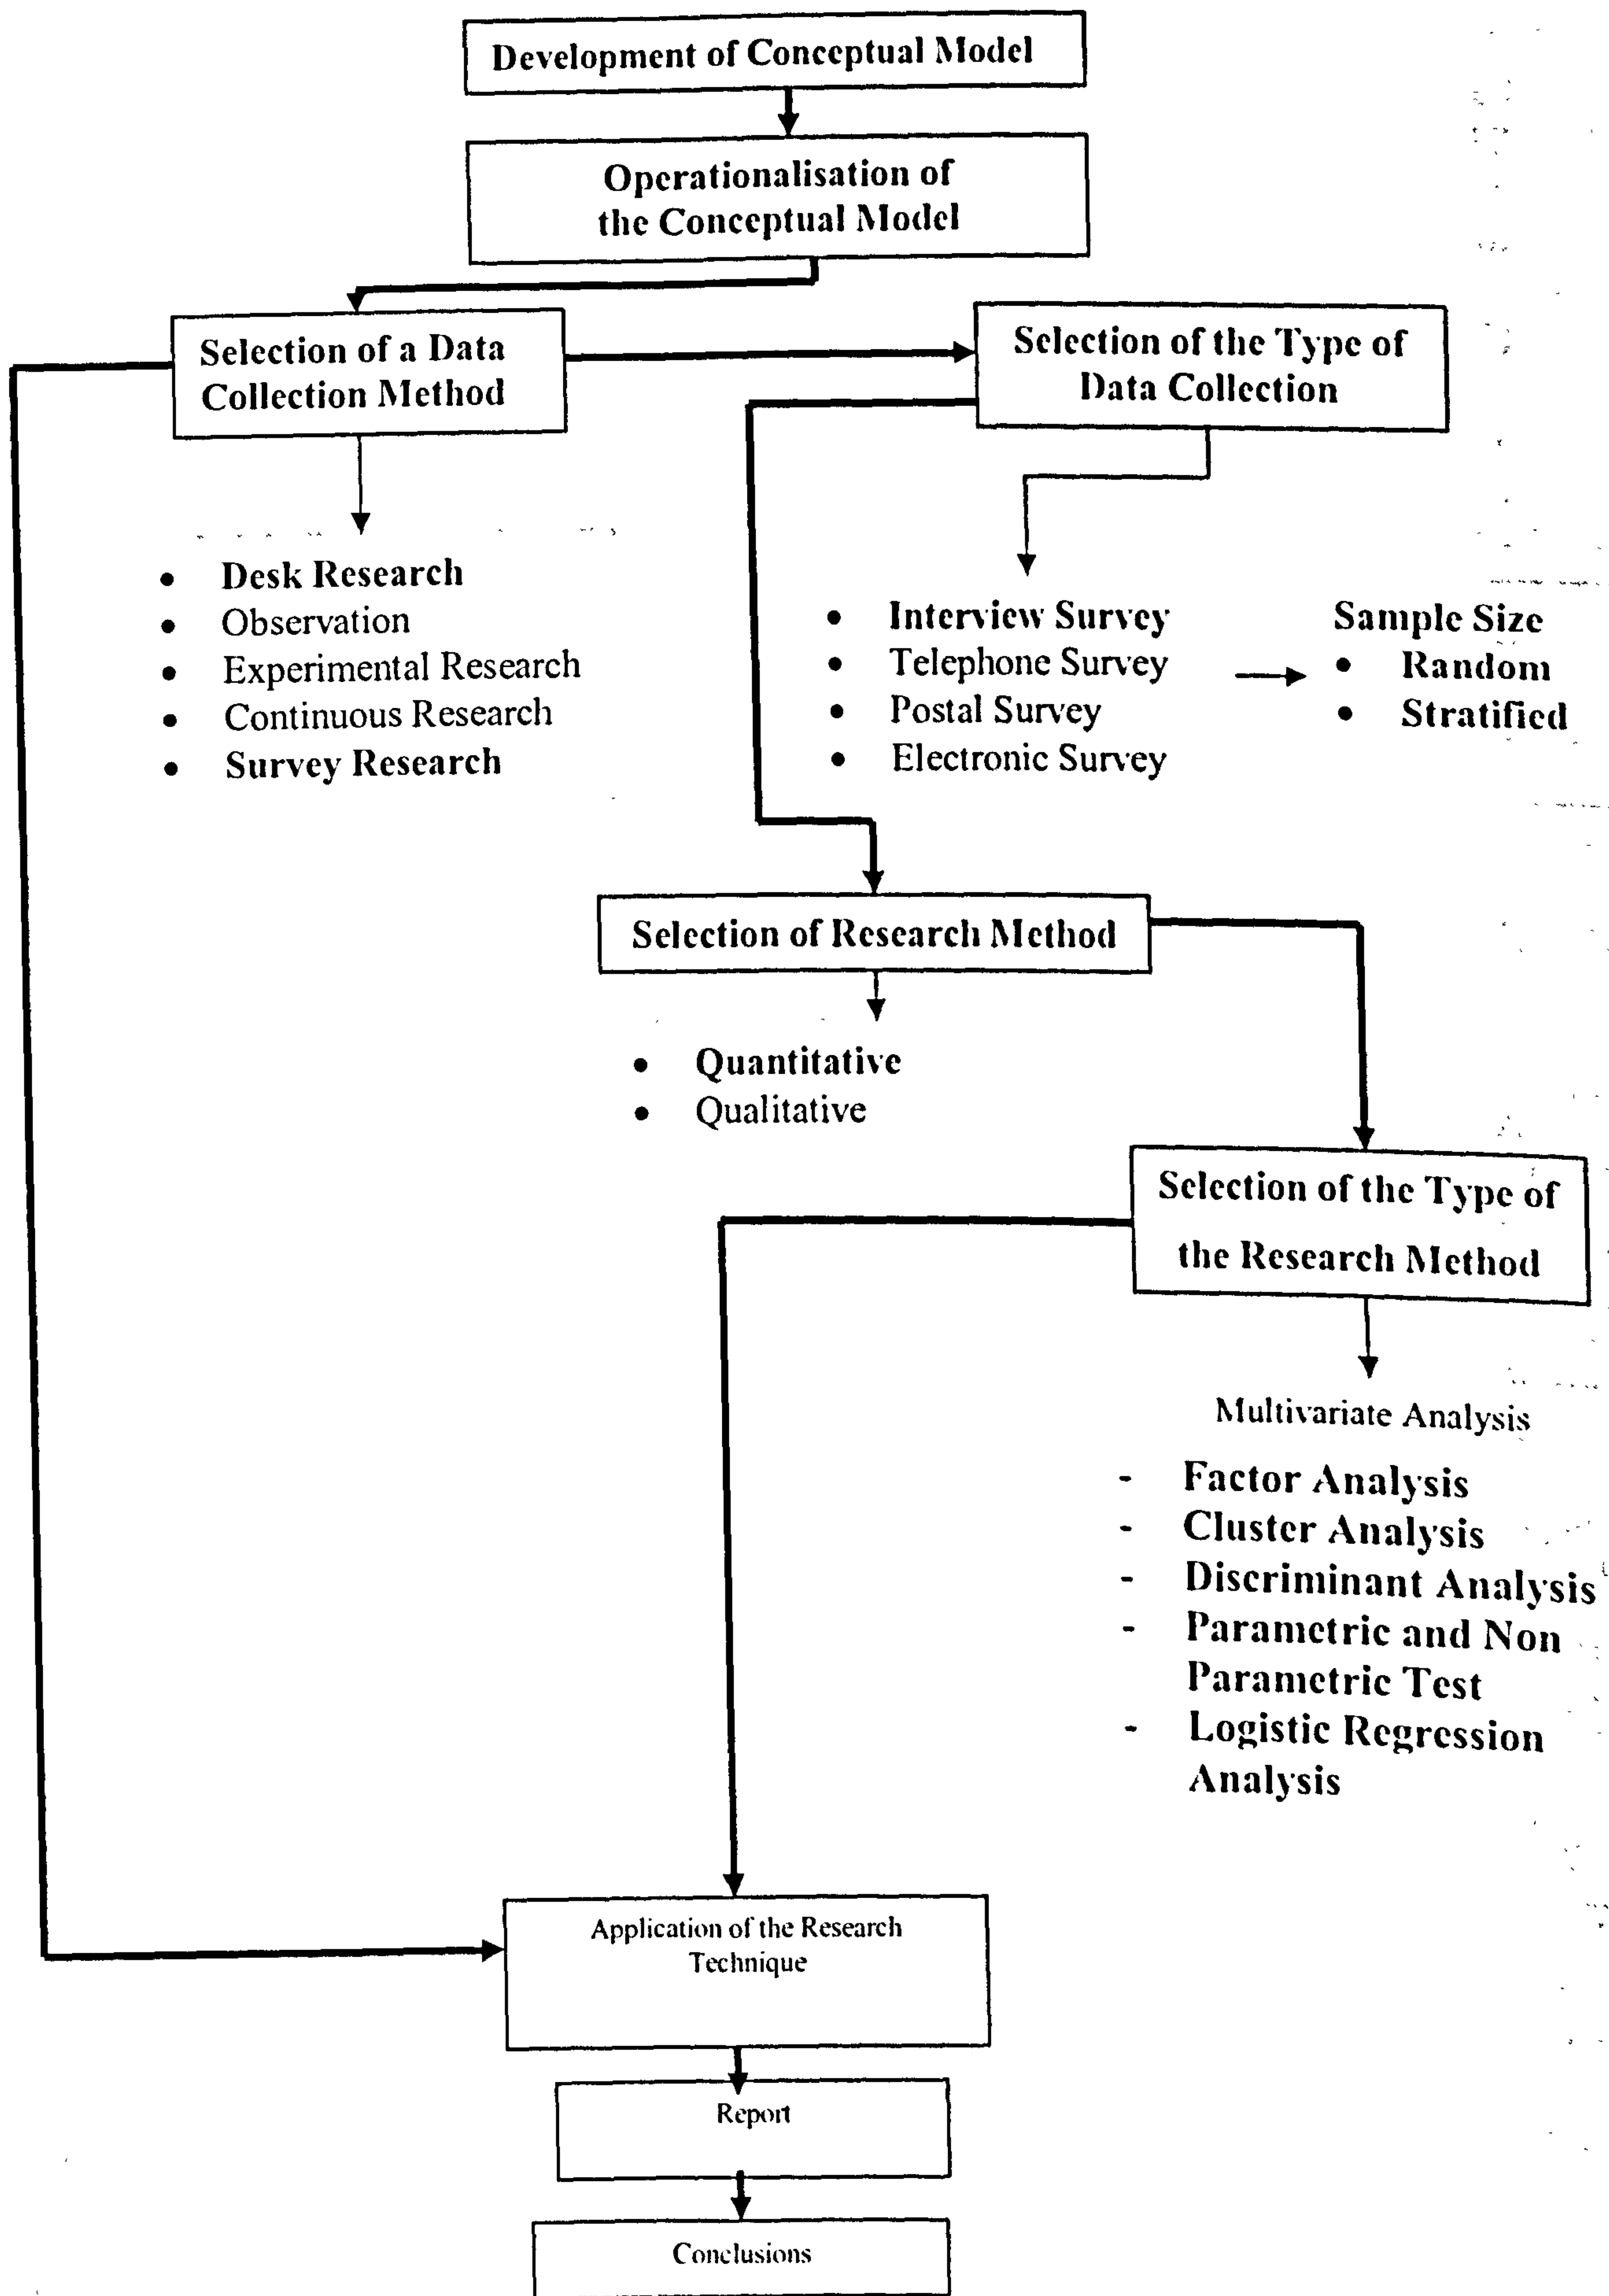 Development of Conceptual Model
Operationalisation of
the Conceptual Model
Selection of a Data
Collection Method
Selection of the Type of
Data Collection
• Desk Research
• Observation
• Experimental Research
• Continuous Research
• Survey Research
• Interview Survey
• Telephone Survey
• Postal Survey
• Electronic Survey
Sample Size
• Random
• Stratified
Selection of Research Method
• Quantitative
• Qualitative
Selection of the Type of
the Research Method
Multivariate Analysis
- Factor Analysis
- Cluster Analysis
- Discriminant Analysis
- Parametric and Non
Parametric Test
- Logistic Regression
Analysis
Application of the Research
Technique
Report
Conclusions